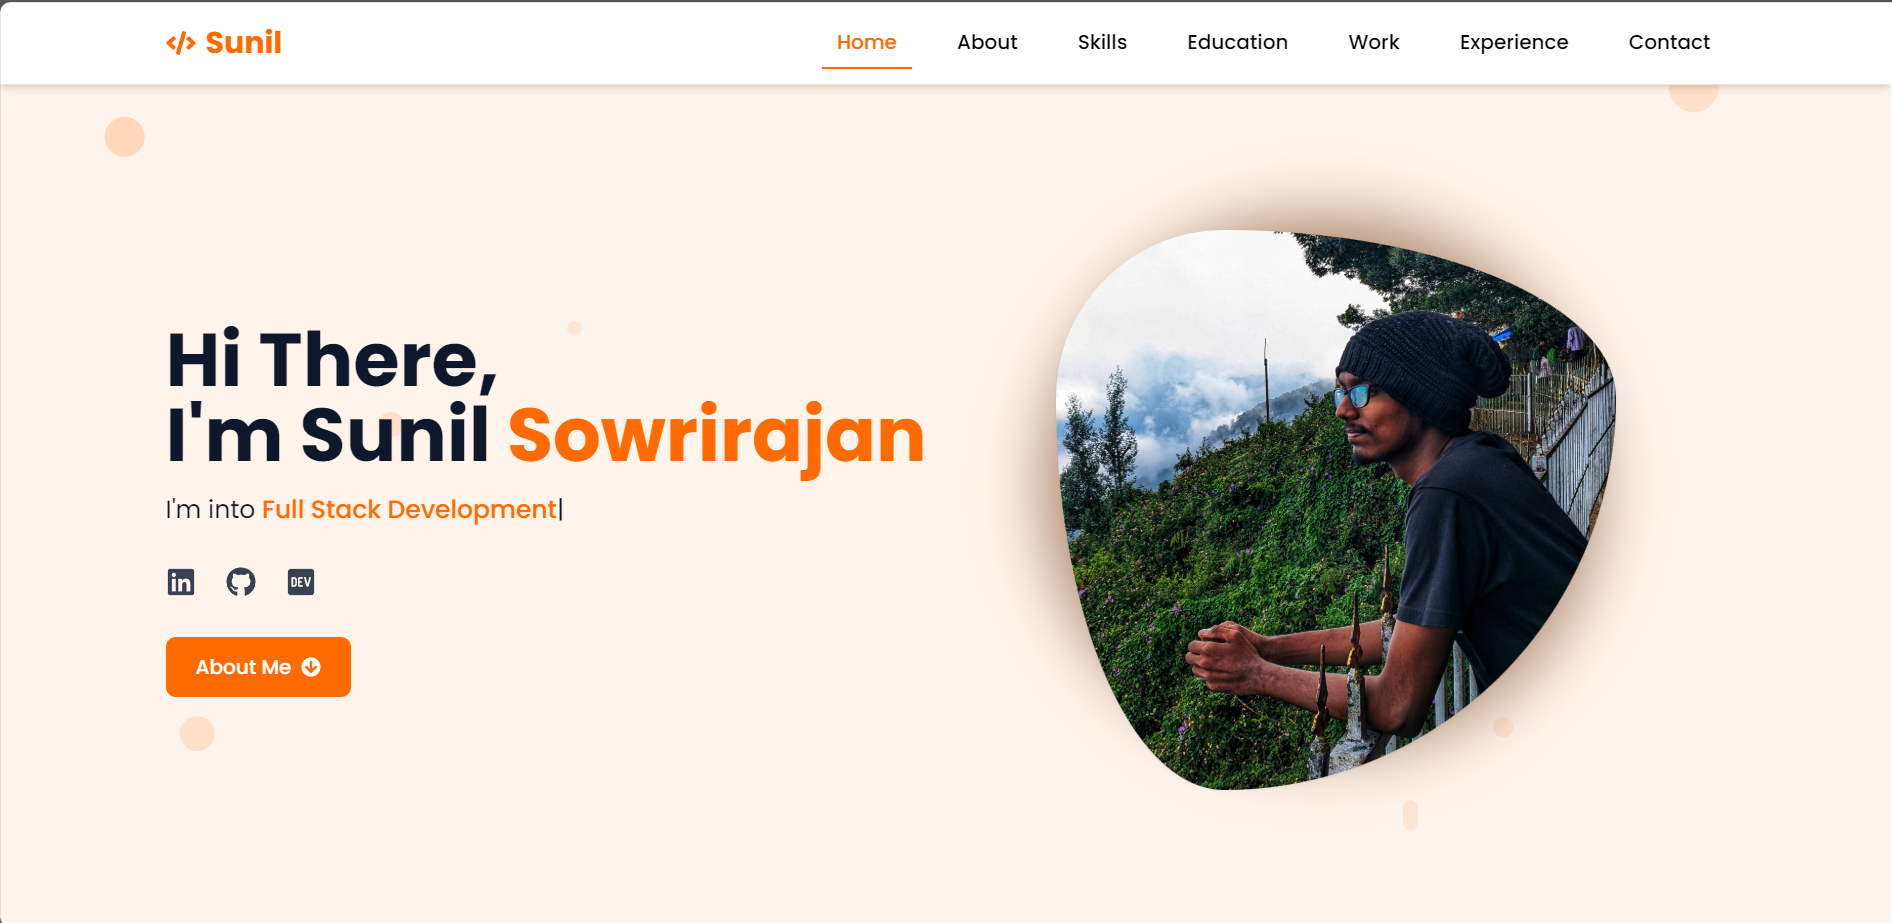 </> Sunil
Home About Skills Education Work Experience Contact
Hi There,
I'm Sunil Sowrirajan
I'm into Full Stack Development|
in
DEV
About Me